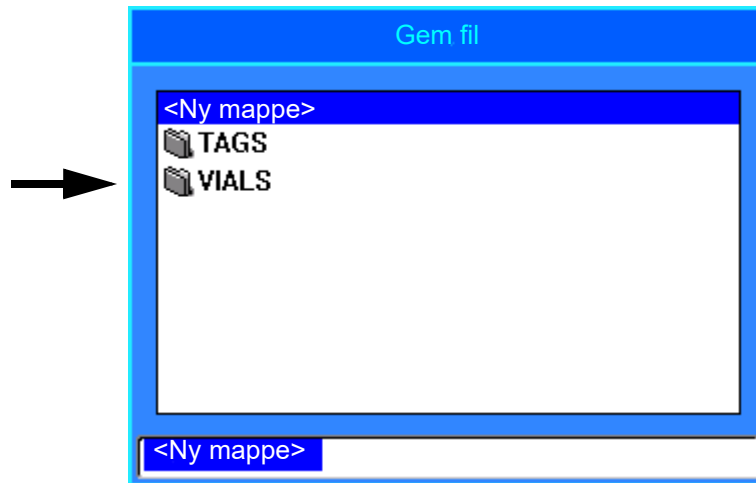 Gem fil
<Ny mappe>
TAGS
VIALS
<Ny mappe>